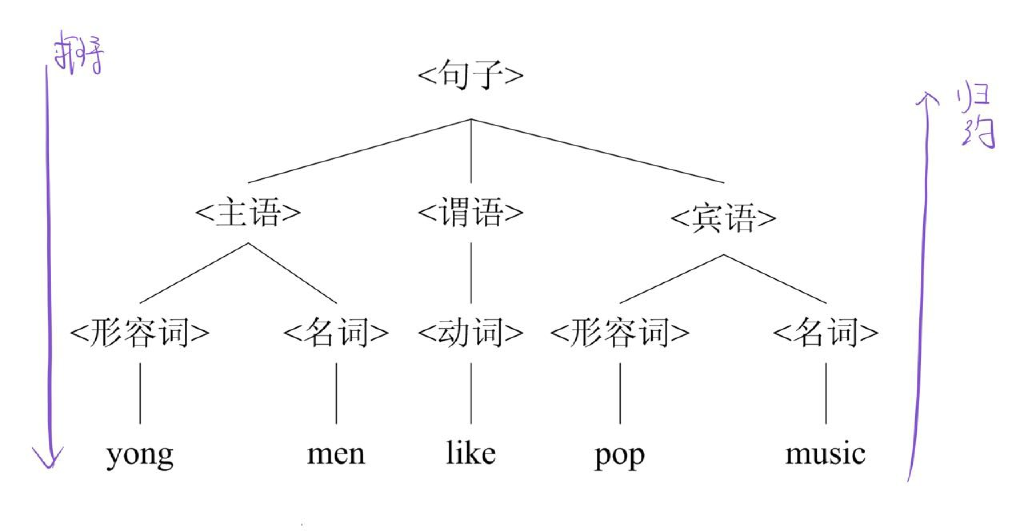 推导
<句子>
归
约
<主语> <谓语> <宾语>
<形容词> <名词> <动词> <形容词> <名词>
yong men like pop music